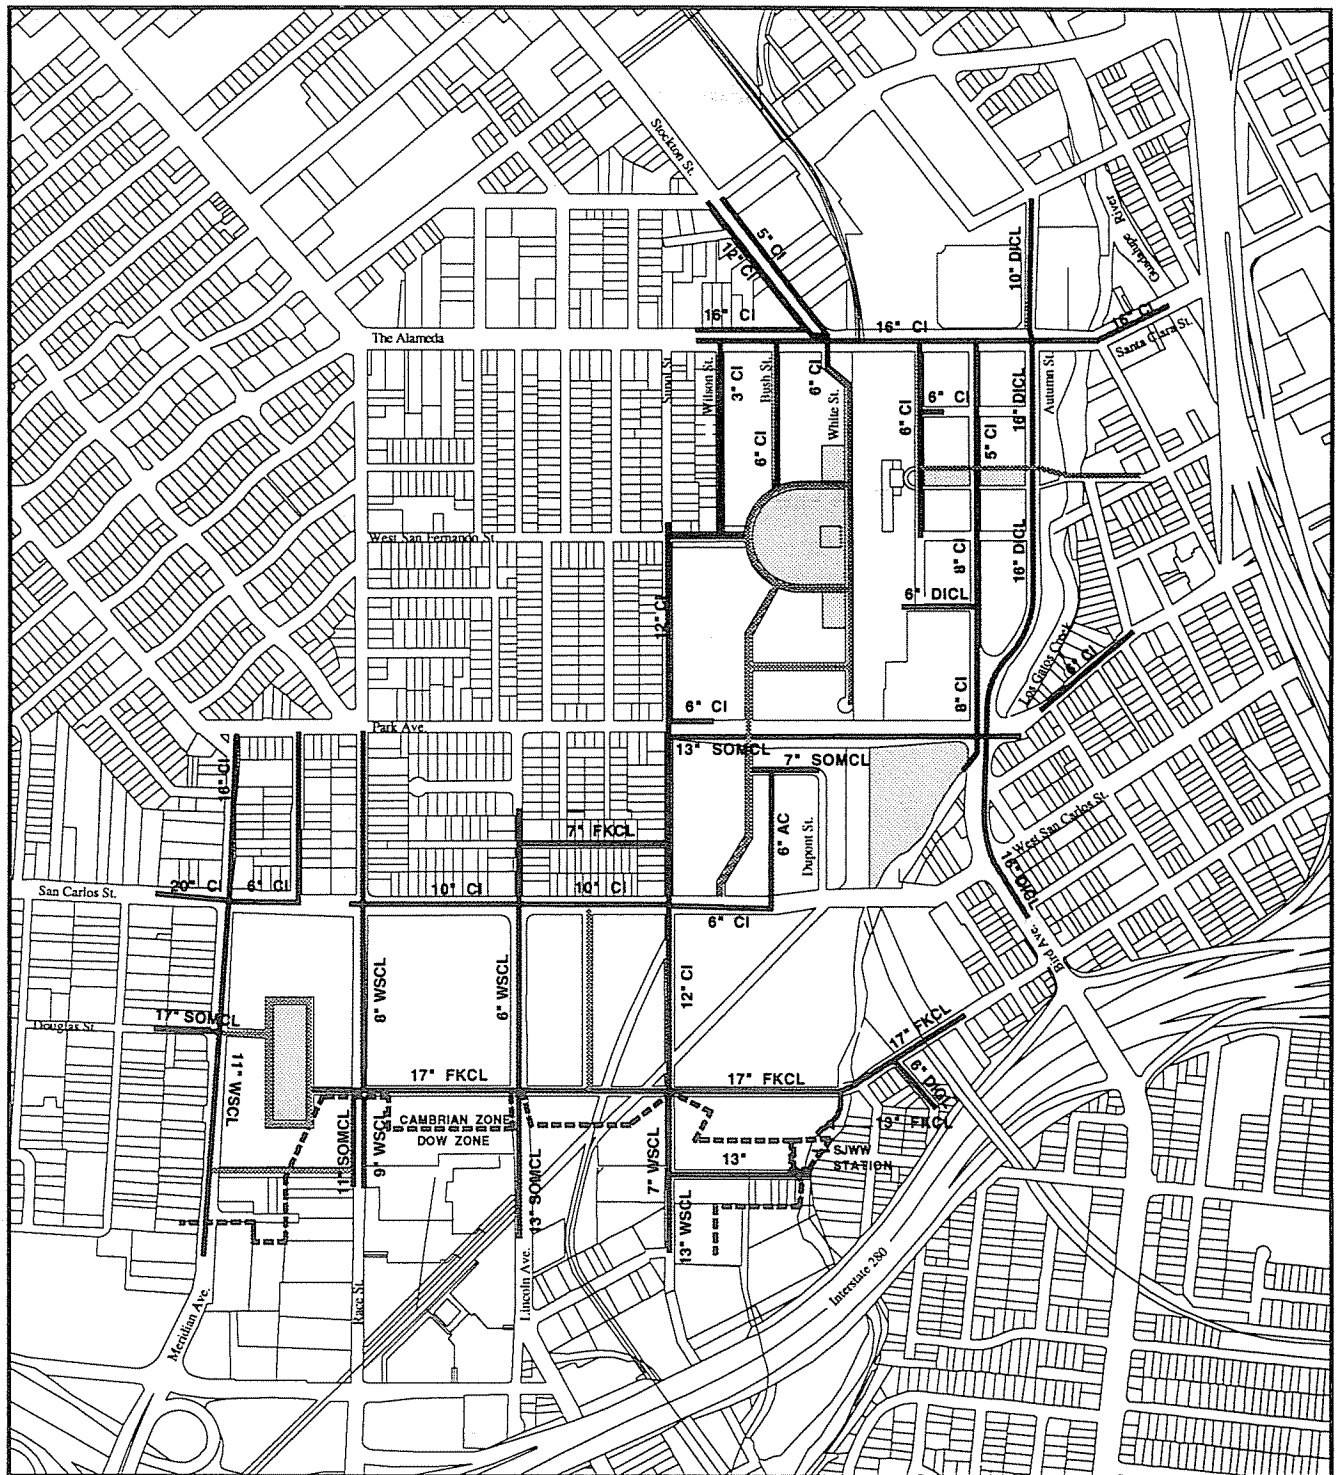 Stockton St.
Guadalupe River
5" CI
12" CI
10" DICL
16" CI
16" CI
16" CI
Santa Clara St.
The Alameda
Sunol St.
Wilson St.
3" CI
Bush St.
6" CI
6" CI
White St.
6" CI
6" CI
5" CI
16" DICL
Autumn St.
West San Fernando St.
8" CI
16" DICL
6" DICL
12" CI
Los Gatos Creek
6" CI
8" CI
6" CI
Park Ave.
13" SOMCL
7" SOMCL
16" CI
7" FKCL
6" AC
Dupont St.
West San Carlos St.
San Carlos St.
20" CI
6" CI
10" CI
10" CI
6" CI
Bird Ave.
8" WSCL
6" WSCL
12" CI
17" SOMCL
Douglas St.
17" FKCL
11" WSCL
17" FKCL
17" FKCL
6" DICL
13" FKCL
CAMBRIAN ZONE
DOW ZONE
11" SOMCL
9" WSCL
13" SOMCL
7" WSCL
13"
SJWW
STATION
13" WSCL
Interstate 280
Meridian Ave.
Race St.
Lincoln Ave.